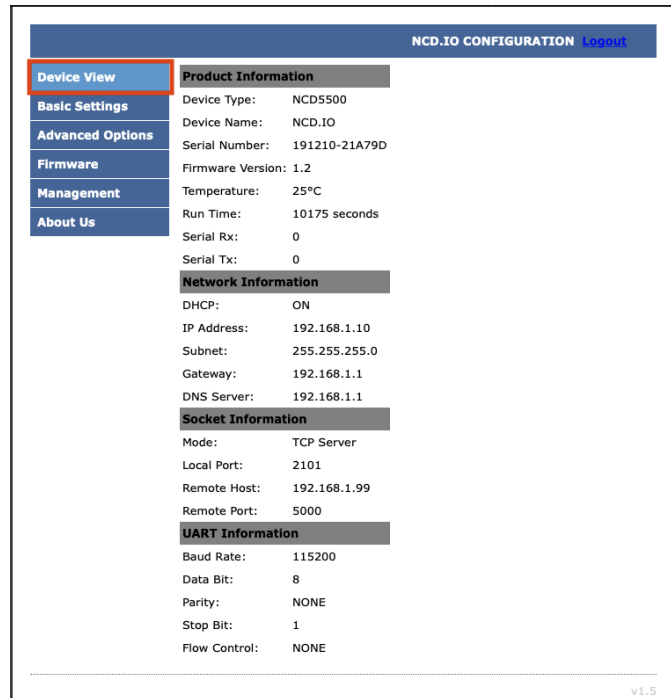 NCD.IO CONFIGURATION Logout
Device View
Basic Settings
Advanced Options
Firmware
Management
About Us
Product Information
Device Type: NCD5500
Device Name: NCD.IO
Serial Number: 191210-21A79D
Firmware Version: 1.2
Temperature: 25°C
Run Time: 10175 seconds
Serial Rx: 0
Serial Tx: 0
Network Information
DHCP: ON
IP Address: 192.168.1.10
Subnet: 255.255.255.0
Gateway: 192.168.1.1
DNS Server: 192.168.1.1
Socket Information
Mode: TCP Server
Local Port: 2101
Remote Host: 192.168.1.99
Remote Port: 5000
UART Information
Baud Rate: 115200
Data Bit: 8
Parity: NONE
Stop Bit: 1
Flow Control: NONE
v1.5